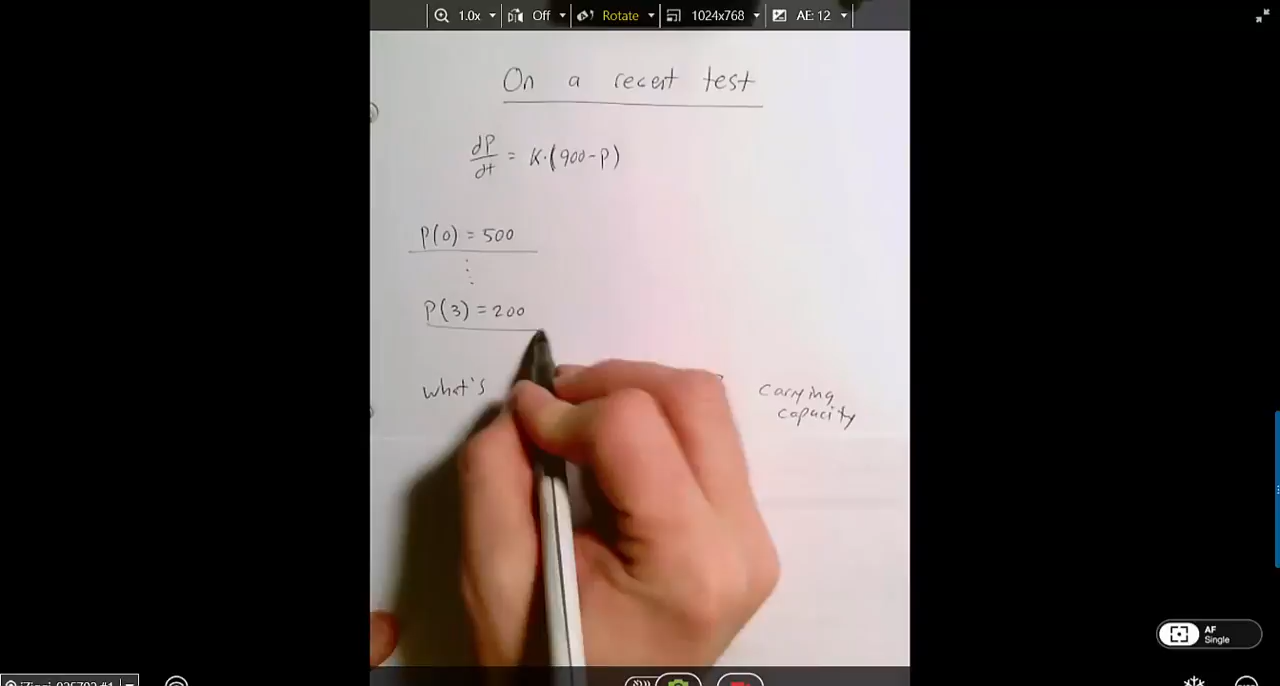 1.0x Off Rotate 1024x768 AE: 12
On a recent test
dP/dt = K·(900-P)
P(0) = 500
P(3) = 200
what's
carrying
capacity
AF
Single